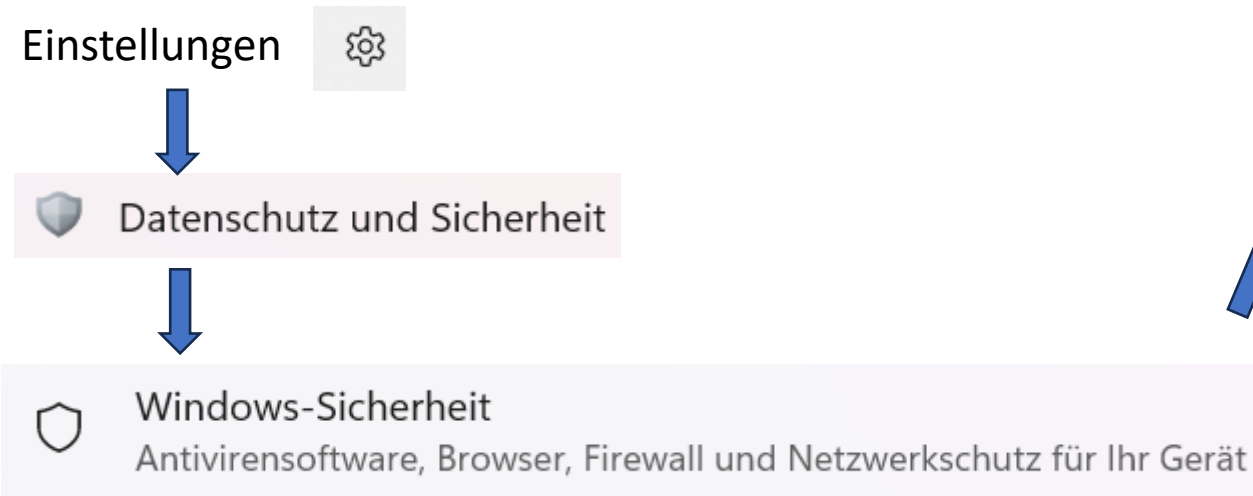 Einstellungen
Datenschutz und Sicherheit
Windows-Sicherheit
Antivirensoftware, Browser, Firewall und Netzwerkschutz für Ihr Gerät